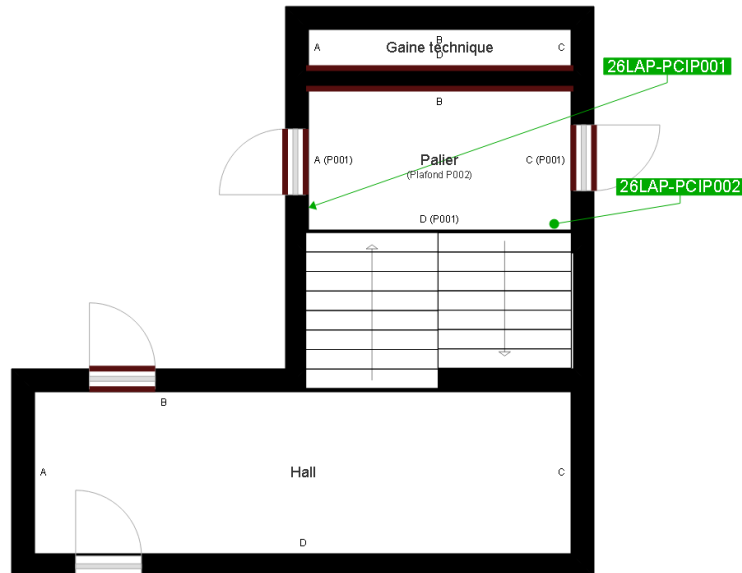 B
A
Gaine technique
C
D
26LAP-PCIP001
B
A (P001)
Palier
C (P001)
(Plafond P002)
26LAP-PCIP002
D (P001)
B
A
Hall
C
D